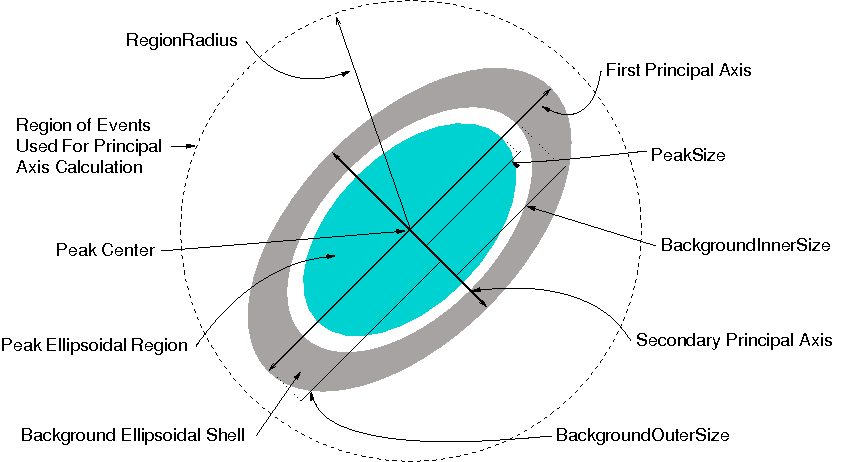 RegionRadius
First Principal Axis
Region of Events
Used For Principal
Axis Calculation
PeakSize
Peak Center
BackgroundInnerSize
Peak Ellipsoidal Region
Secondary Principal Axis
Background Ellipsoidal Shell
BackgroundOuterSize